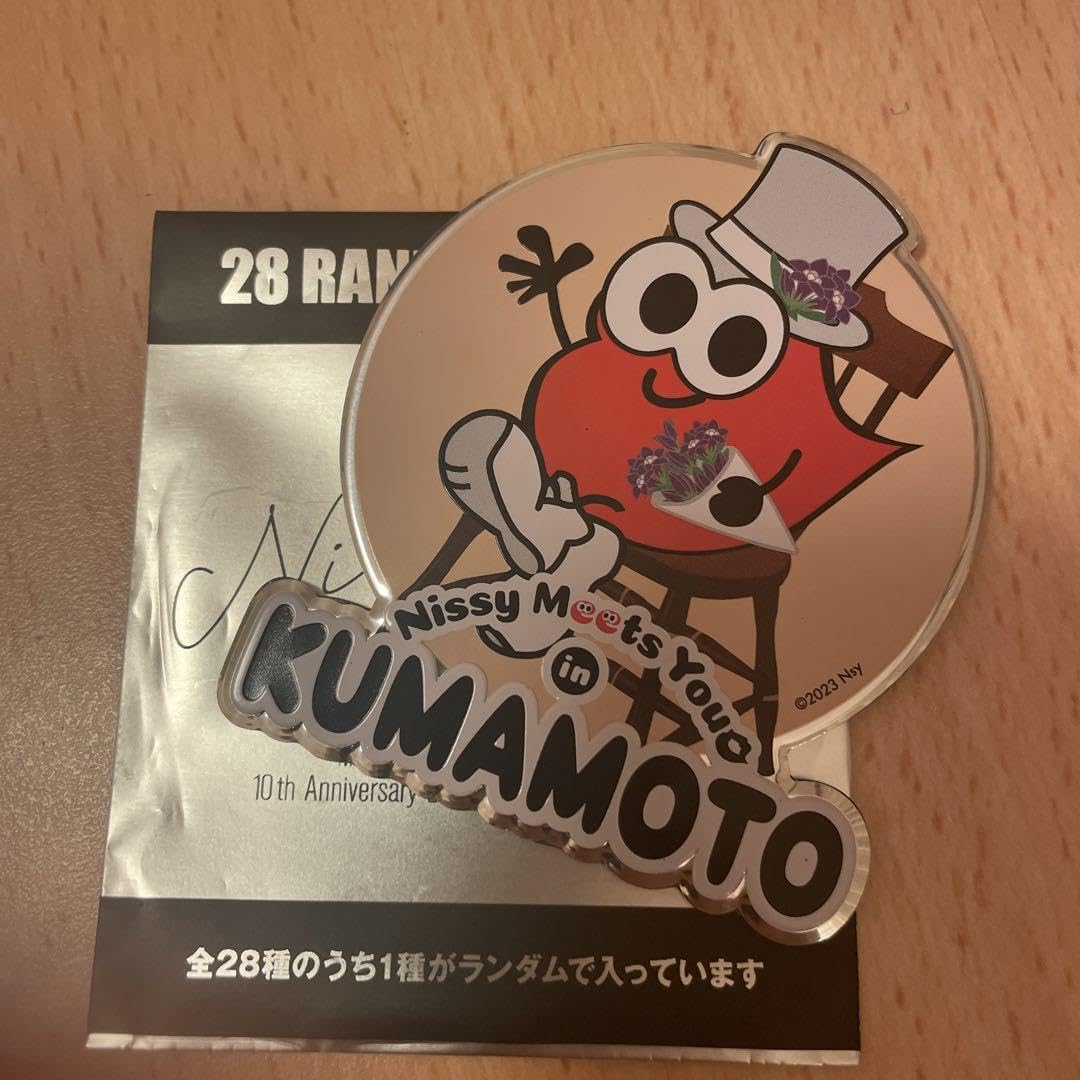 28 RAN
Ni
Nissy Meets You
in
KUMAMOTO
©2023 Nsy
10th Anniversary
全28種のうち1種がランダムで入っています